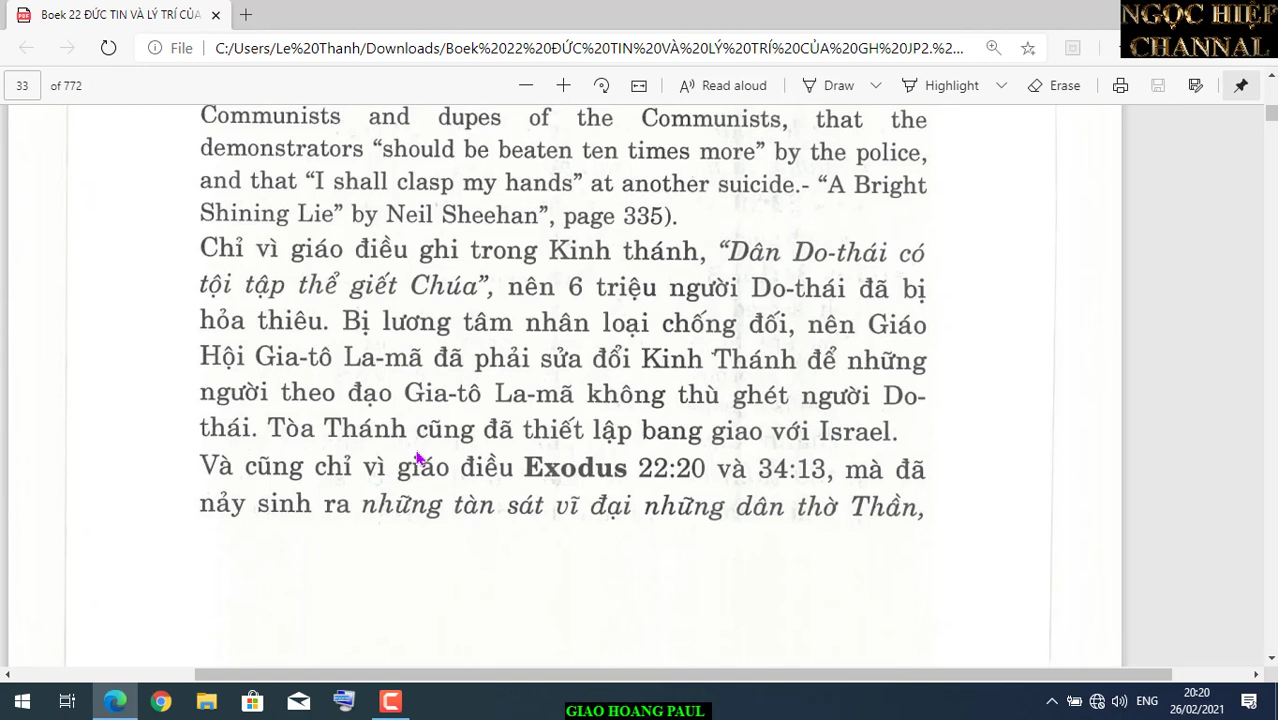 Boek 22 ĐỨC TIN VÀ LÝ TRÍ CỦA
NGỌC HIỆP
CHANNAL
File C:/Users/Le%20Thanh/Downloads/Boek%2022%20ĐỨC%20TIN%20VÀ%20LÝ%20TRÍ%20CỦA%20GH%20JP2.%2...
33 of 772 Read aloud Draw Highlight Erase
Communists and dupes of the Communists, that the
demonstrators “should be beaten ten times more” by the police,
and that “I shall clasp my hands” at another suicide.- “A Bright
Shining Lie” by Neil Sheehan”, page 335).
Chỉ vì giáo điều ghi trong Kinh thánh, “Dân Do-thái có
tội tập thể giết Chúa”, nên 6 triệu người Do-thái đã bị
hỏa thiêu. Bị lương tâm nhân loại chống đối, nên Giáo
Hội Gia-tô La-mã đã phải sửa đổi Kinh Thánh để những
người theo đạo Gia-tô La-mã không thù ghét người Do-
thái. Tòa Thánh cũng đã thiết lập bang giao với Israel.
Và cũng chỉ vì giáo điều Exodus 22:20 và 34:13, mà đã
nảy sinh ra những tàn sát vĩ đại những dân thờ Thần,
ENG
20:20
26/02/2021
GIAO HOANG PAUL